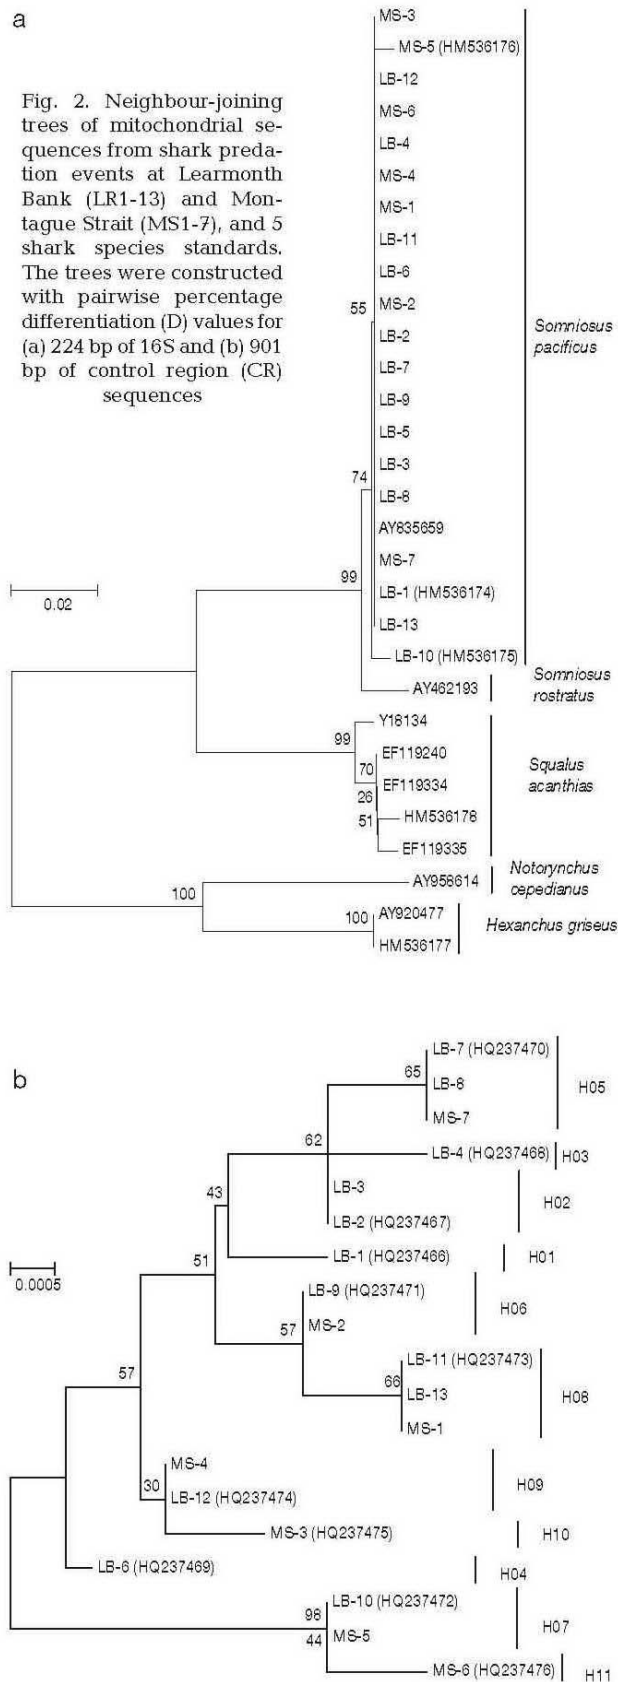 a
Fig. 2. Neighbour-joining
trees of mitochondrial se-
quences from shark preda-
tion events at Learmonth
Bank (LR1-13) and Mon-
tague Strait (MS1-7), and 5
shark species standards.
The trees were constructed
with pairwise percentage
differentiation (D) values for
(a) 224 bp of 16S and (b) 901
bp of control region (CR)
sequences
MS-3
MS-5 (HM536176)
LB-12
MS-6
LB-4
MS-4
MS-1
LB-11
LB-6
MS-2
55
LB-2
Somniosus
pacificus
LB-7
LB-9
LB-5
LB-3
74
LB-8
AY835659
MS-7
99
LB-1 (HM536174)
0.02
LB-13
LB-10 (HM536175)
AY462193
Somniosus
rostratus
Y18134
99
EF119240
70
EF119334
Squalus
acanthias
26
HM536178
51
EF119335
AY958614
Notorynchus
cepedianus
100
AY920477
100
HM536177
Hexanchus griseus
b
LB-7 (HQ237470)
65
LB-8
H05
MS-7
62
LB-4 (HQ237468)
H03
LB-3
43
H02
LB-2 (HQ237467)
51
LB-1 (HQ237466)
H01
0.0005
LB-9 (HQ237471)
H06
57
MS-2
LB-11 (HQ237473)
57
66
LB-13
H08
MS-1
MS-4
30
LB-12 (HQ237474)
H09
MS-3 (HQ237475)
H10
LB-6 (HQ237469)
H04
LB-10 (HQ237472)
98
H07
44
MS-5
MS-6 (HQ237476)
H11